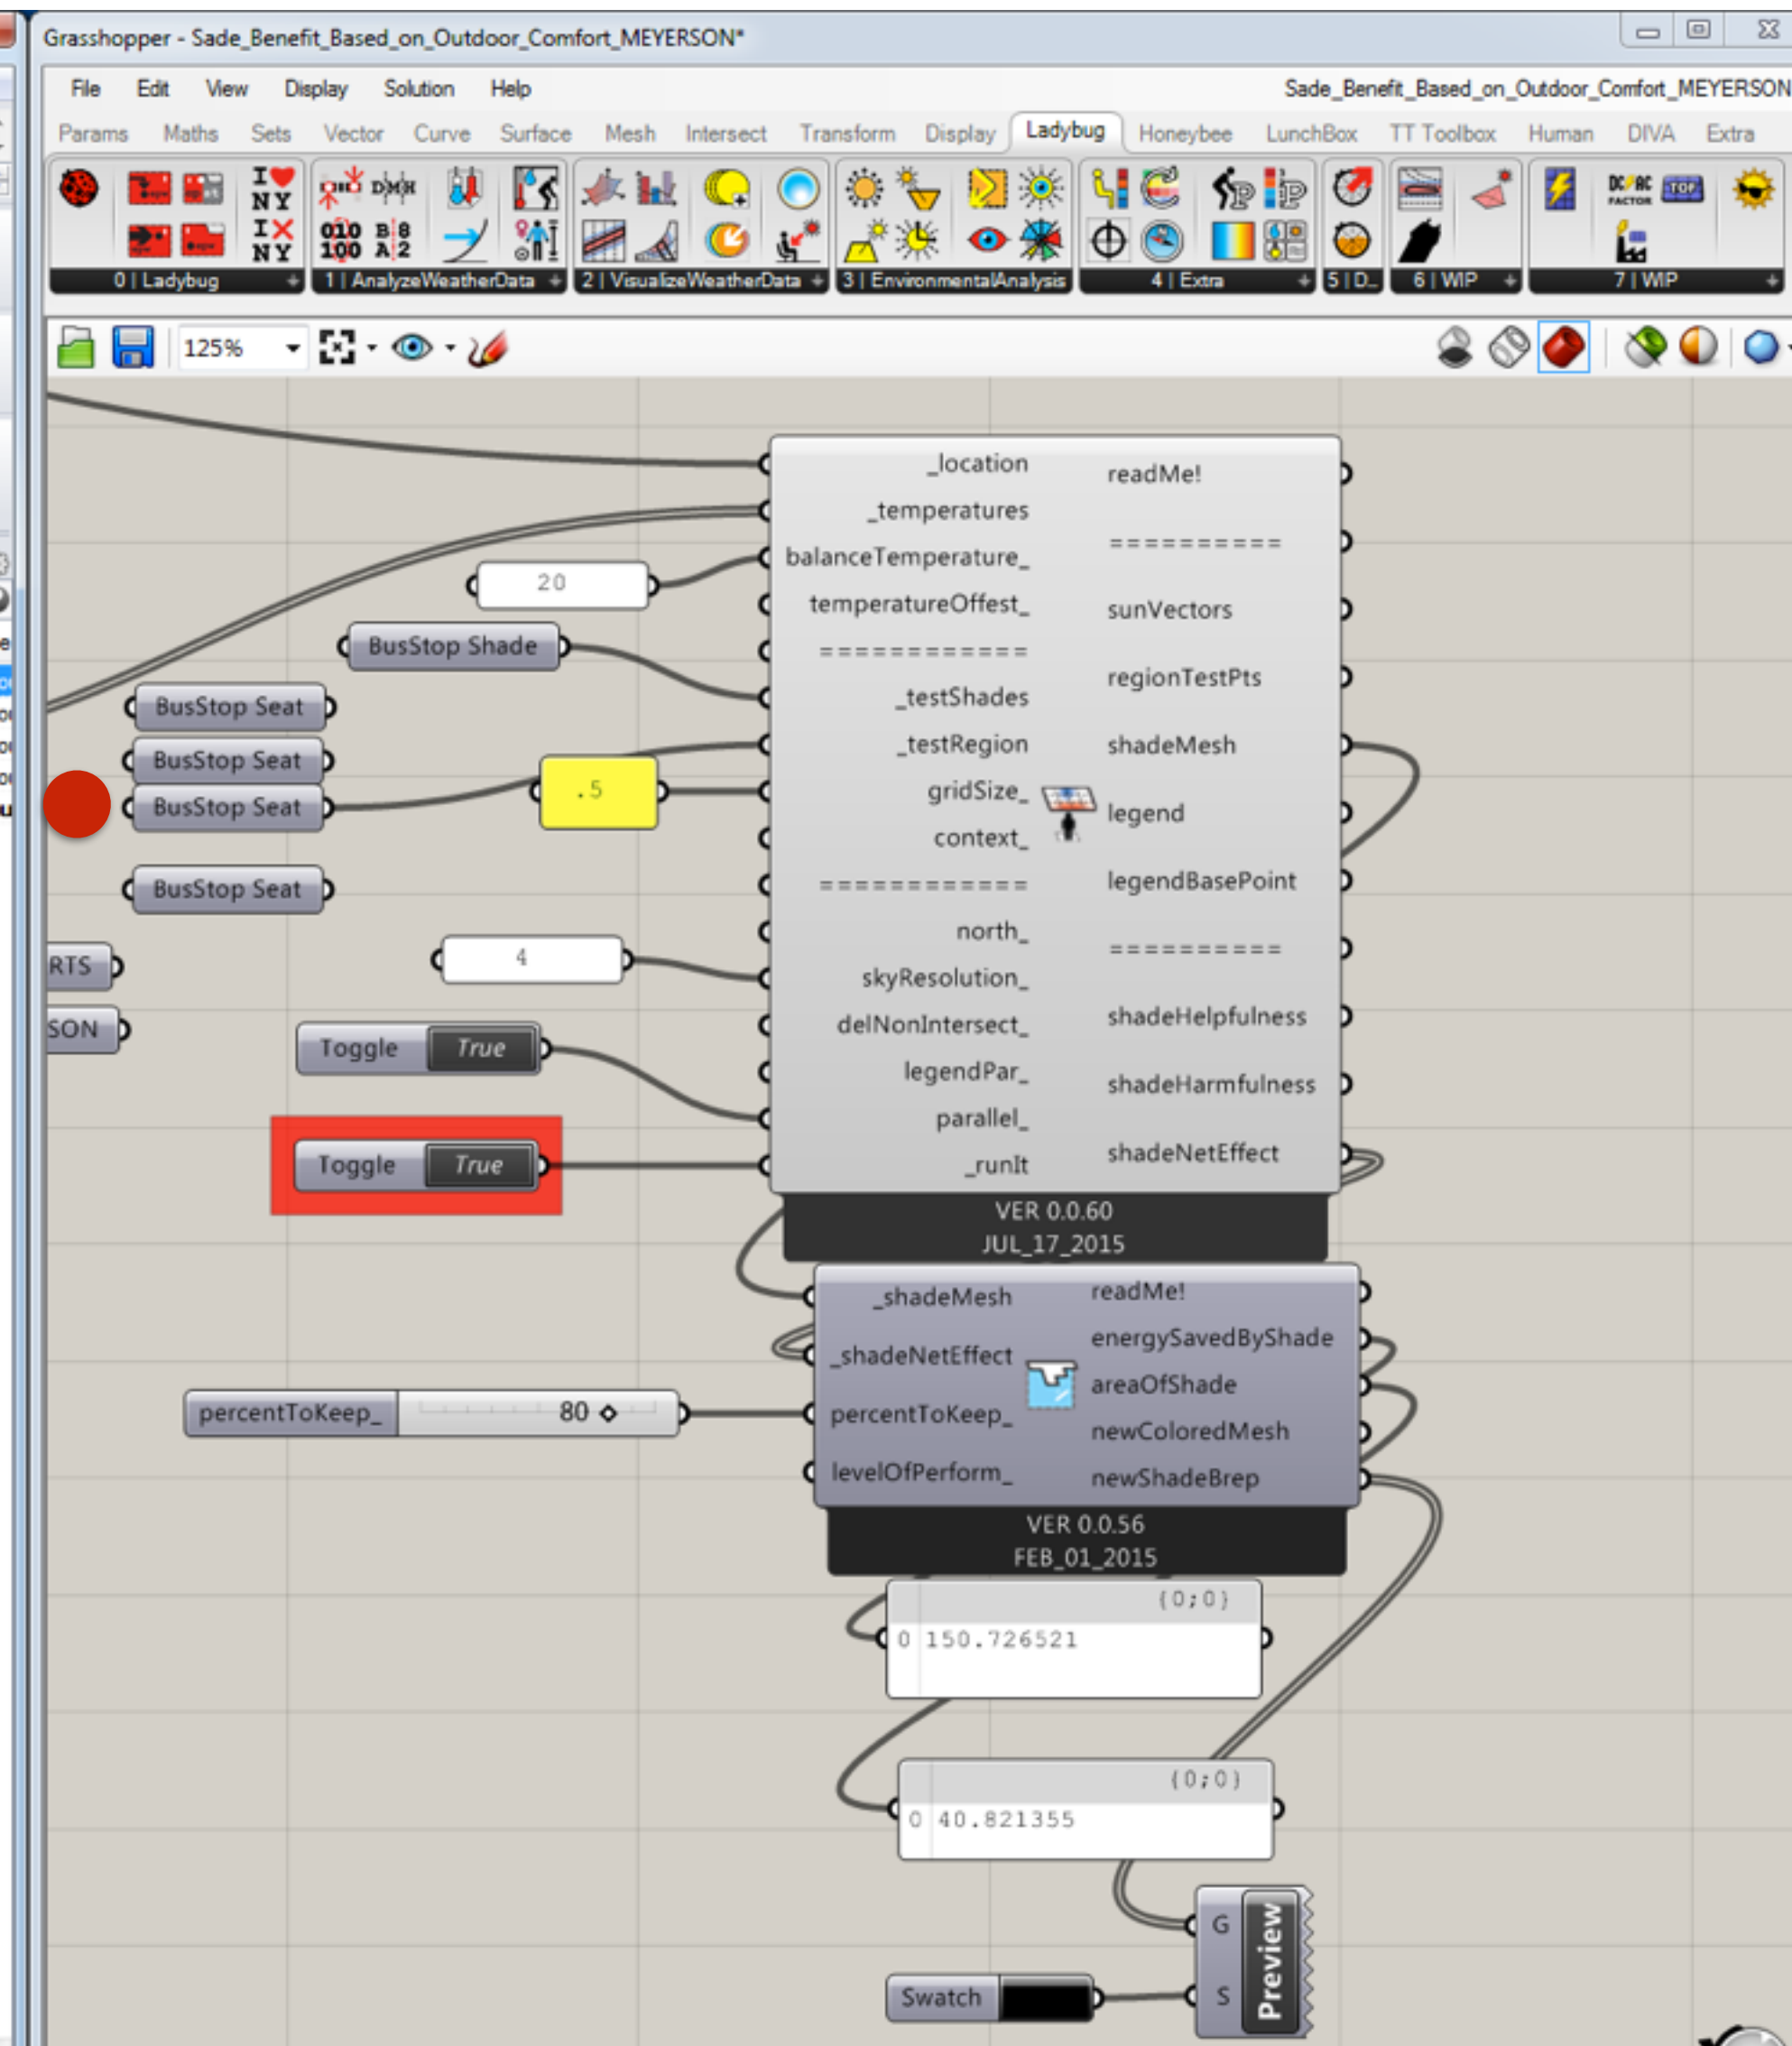 Grasshopper - Sade_Benefit_Based_on_Outdoor_Comfort_MEYERSON*
File Edit View Display Solution Help Sade_Benefit_Based_on_Outdoor_Comfort_MEYERSON
Params Maths Sets Vector Curve Surface Mesh Intersect Transform Display Ladybug Honeybee LunchBox TT Toolbox Human DIVA Extra
0 | Ladybug 1 | AnalyzeWeatherData 2 | VisualizeWeatherData 3 | EnvironmentalAnalysis 4 | Extra 5 | D... 6 | WIP 7 | WIP
125%
_location
_temperatures
balanceTemperature_
temperatureOffest_
============
_testShades
_testRegion
gridSize_
context_
============
north_
skyResolution_
delNonIntersect_
legendPar_
parallel_
_runIt
readMe!
==========
sunVectors
regionTestPts
shadeMesh
legend
legendBasePoint
==========
shadeHelpfulness
shadeHarmfulness
shadeNetEffect
VER 0.0.60
JUL_17_2015
20
BusStop Shade
BusStop Seat
BusStop Seat
BusStop Seat
BusStop Seat
.5
RTS
SON
4
Toggle True
Toggle True
_shadeMesh
_shadeNetEffect
percentToKeep_
levelOfPerform_
readMe!
energySavedByShade
areaOfShade
newColoredMesh
newShadeBrep
VER 0.0.56
FEB_01_2015
percentToKeep_ 80
{0;0}
0 150.726521
{0;0}
0 40.821355
G
S
Preview
Swatch